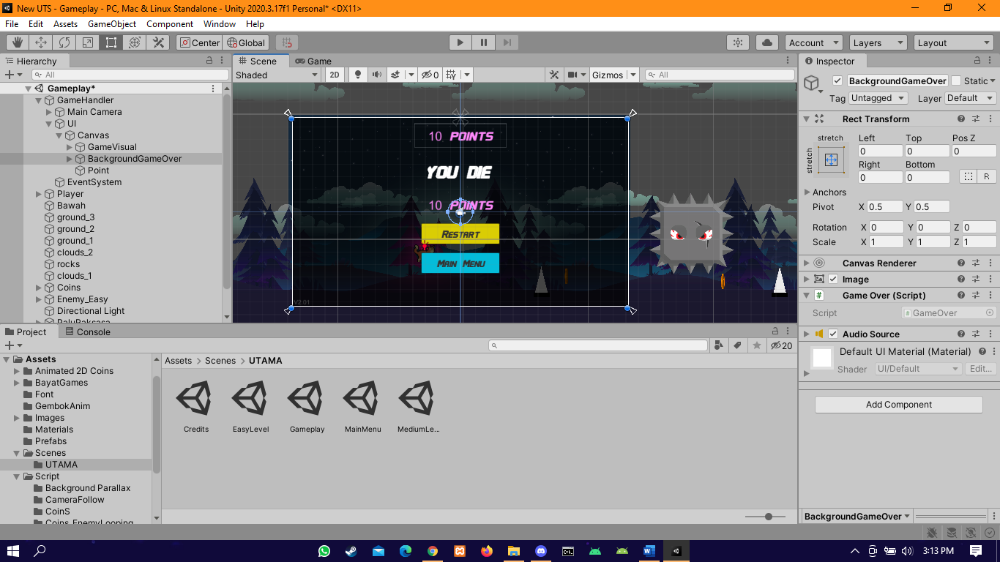 New UTS - Gameplay - PC, Mac & Linux Standalone - Unity 2020.3.17f1 Personal* <DX11>
File Edit Assets GameObject Component Window Help
Center Global Account Layers Layout
Hierarchy
All
Gameplay*
GameHandler
Main Camera
UI
Canvas
GameVisual
BackgroundGameOver
Point
EventSystem
Player
Bawah
ground_3
ground_2
ground_1
clouds_2
rocks
clouds_1
Coins
Enemy_Easy
Directional Light
PaluRaksasa
Scene Game
Shaded 2D 0 Gizmos All
10 POINTS
YOU DIE
10 POINTS
RESTART
MAIN MENU
V2.01
Inspector
BackgroundGameOver Static
Tag Untagged Layer Default
Rect Transform
stretch
stretch
Left Top Pos Z
0 0 0
Right Bottom
0 0 R
Anchors
Pivot X 0.5 Y 0.5
Rotation X 0 Y 0 Z 0
Scale X 1 Y 1 Z 1
Canvas Renderer
Image
# Game Over (Script)
Script # GameOver
Audio Source
Default UI Material (Material)
Shader UI/Default Edit...
Add Component
BackgroundGameOver
Project Console
20
Assets
Animated 2D Coins
BayatGames
Font
GembokAnim
Images
Materials
Prefabs
Scenes
UTAMA
Script
Background Parallax
CameraFollow
CoinS
Coins_EnemyLooping
Assets > Scenes > UTAMA
Credits EasyLevel Gameplay MainMenu MediumLe...
3:13 PM